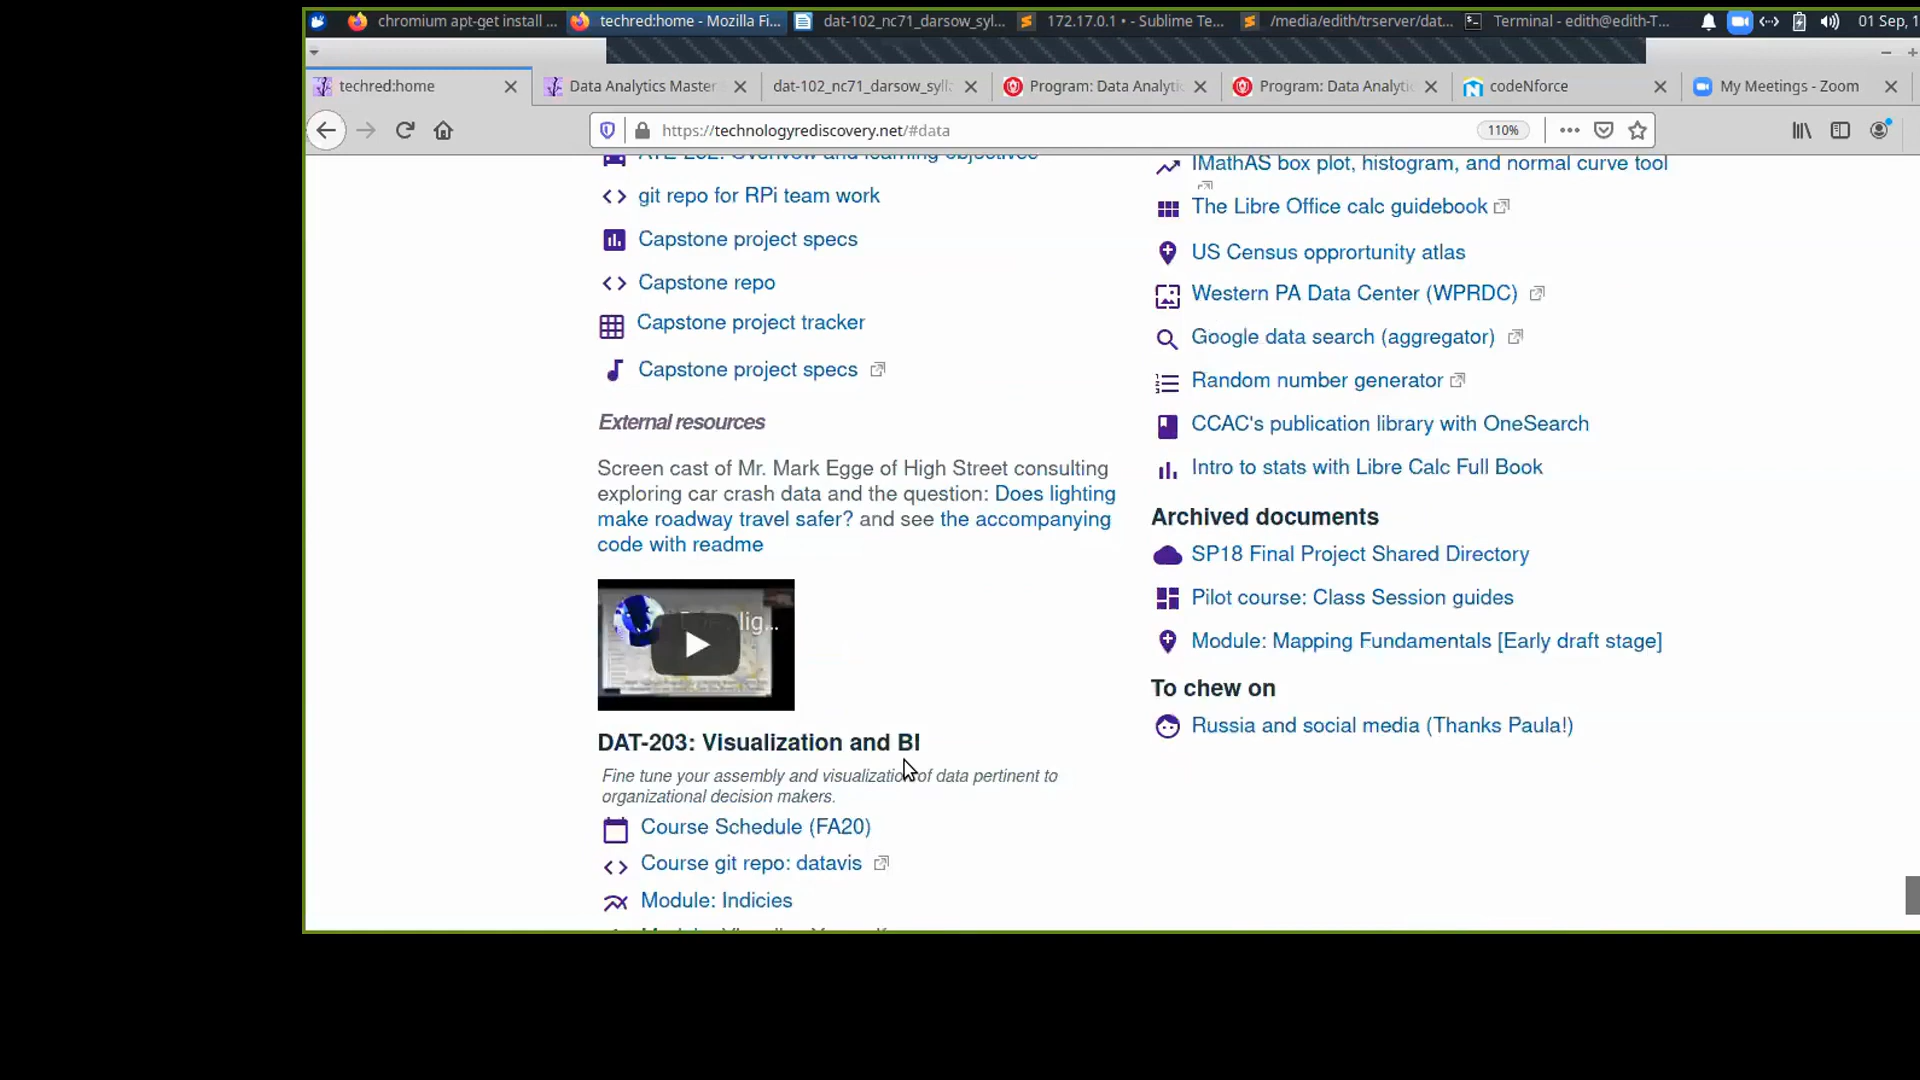 chromium apt-get install ...
techred:home - Mozilla Fi...
dat-102_nc71_darsow_syl...
172.17.0.1 • - Sublime Te...
/media/edith/trserver/dat...
Terminal - edith@edith-T...
01 Sep, 1
techred:home
Data Analytics Master
dat-102_nc71_darsow_sylla
Program: Data Analyti
Program: Data Analytic
codeNforce
My Meetings - Zoom
https://technologyrediscovery.net/#data
110%
git repo for RPi team work
Capstone project specs
Capstone repo
Capstone project tracker
Capstone project specs
External resources
Screen cast of Mr. Mark Egge of High Street consulting
exploring car crash data and the question: Does lighting
make roadway travel safer? and see the accompanying
code with readme
lig...
DAT-203: Visualization and BI
Fine tune your assembly and visualization of data pertinent to
organizational decision makers.
Course Schedule (FA20)
Course git repo: datavis
Module: Indicies
IMathAS box plot, histogram, and normal curve tool
The Libre Office calc guidebook
US Census opprortunity atlas
Western PA Data Center (WPRDC)
Google data search (aggregator)
Random number generator
CCAC's publication library with OneSearch
Intro to stats with Libre Calc Full Book
Archived documents
SP18 Final Project Shared Directory
Pilot course: Class Session guides
Module: Mapping Fundamentals [Early draft stage]
To chew on
Russia and social media (Thanks Paula!)